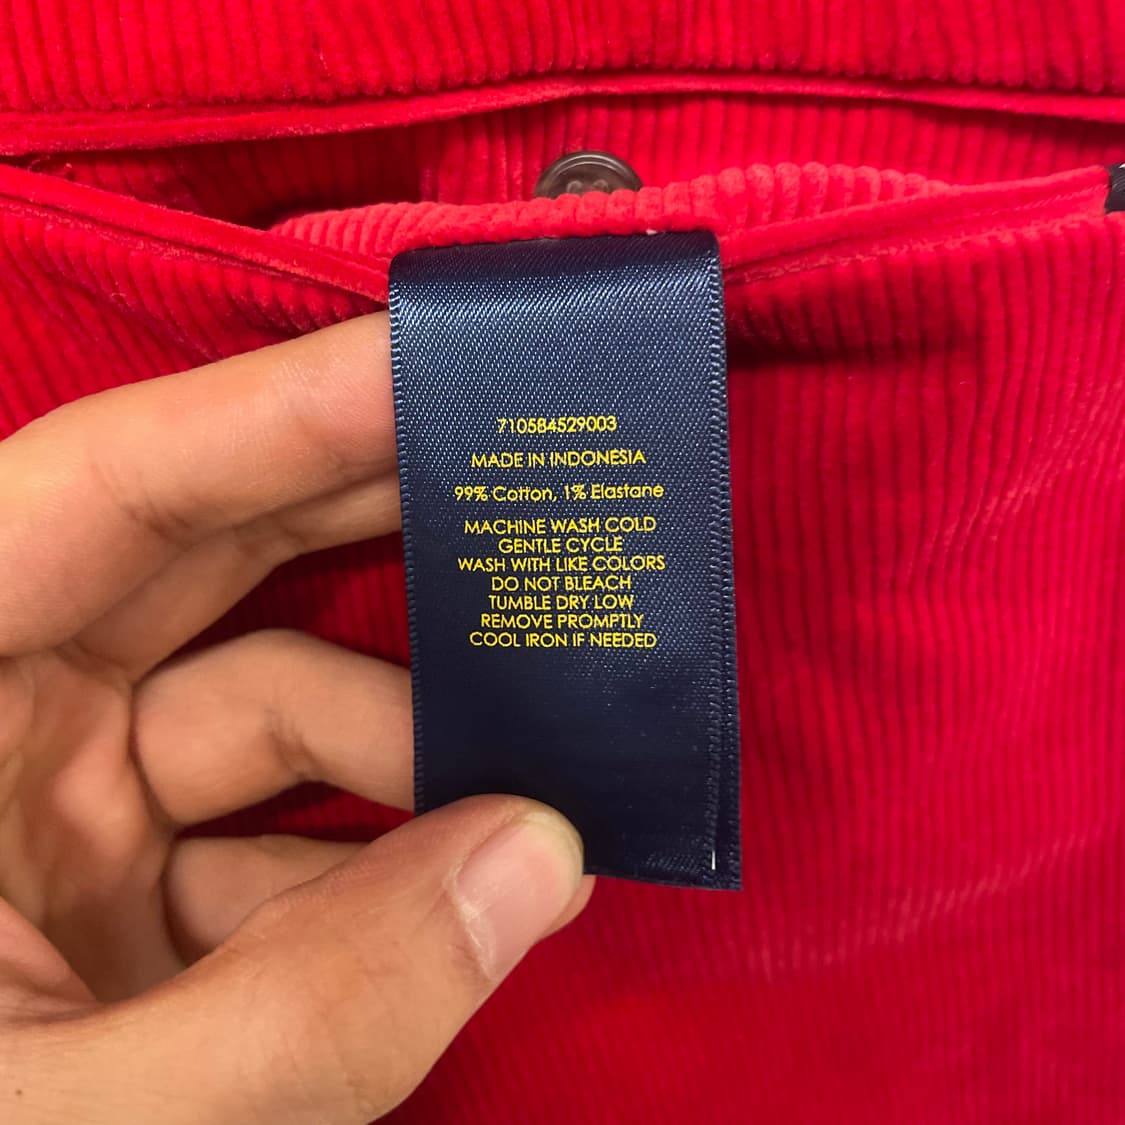 710584529003
MADE IN INDONESIA
99% Cotton, 1% Elastane
MACHINE WASH COLD
GENTLE CYCLE
WASH WITH LIKE COLORS
DO NOT BLEACH
TUMBLE DRY LOW
REMOVE PROMPTLY
COOL IRON IF NEEDED